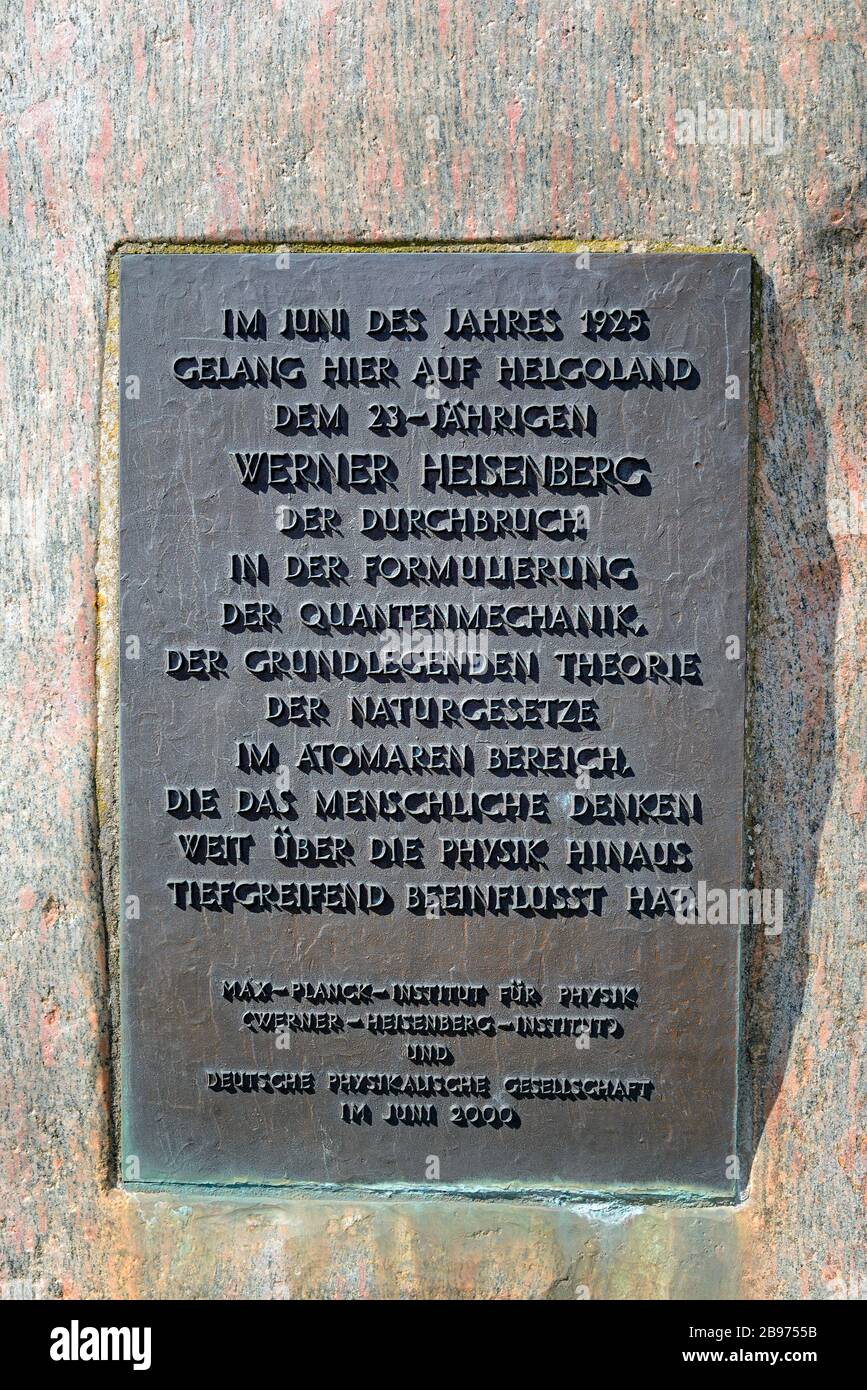 IM JUNI DES JAHRES 1925
GELANG HIER AUF HELGOLAND
DEM 23-JÄHRIGEN
WERNER HEISENBERG
DER DURCHBRUCH
IN DER FORMULIERUNG
DER QUANTENMECHANIK,
DER GRUNDLEGENDEN THEORIE
DER NATURGESETZE
IM ATOMAREN BEREICH,
DIE DAS MENSCHLICHE DENKEN
WEIT ÜBER DIE PHYSIK HINAUS
TIEFGREIFEND BEEINFLUSST HAT.
MAX-PLANCK-INSTITUT FÜR PHYSIK
(WERNER-HEISENBERG-INSTITUT)
UND
DEUTSCHE PHYSIKALISCHE GESELLSCHAFT
IM JUNI 2000
alamy
alamy
a
a
a
a
a
a
alamy
Image ID: 2B9755B
www.alamy.com